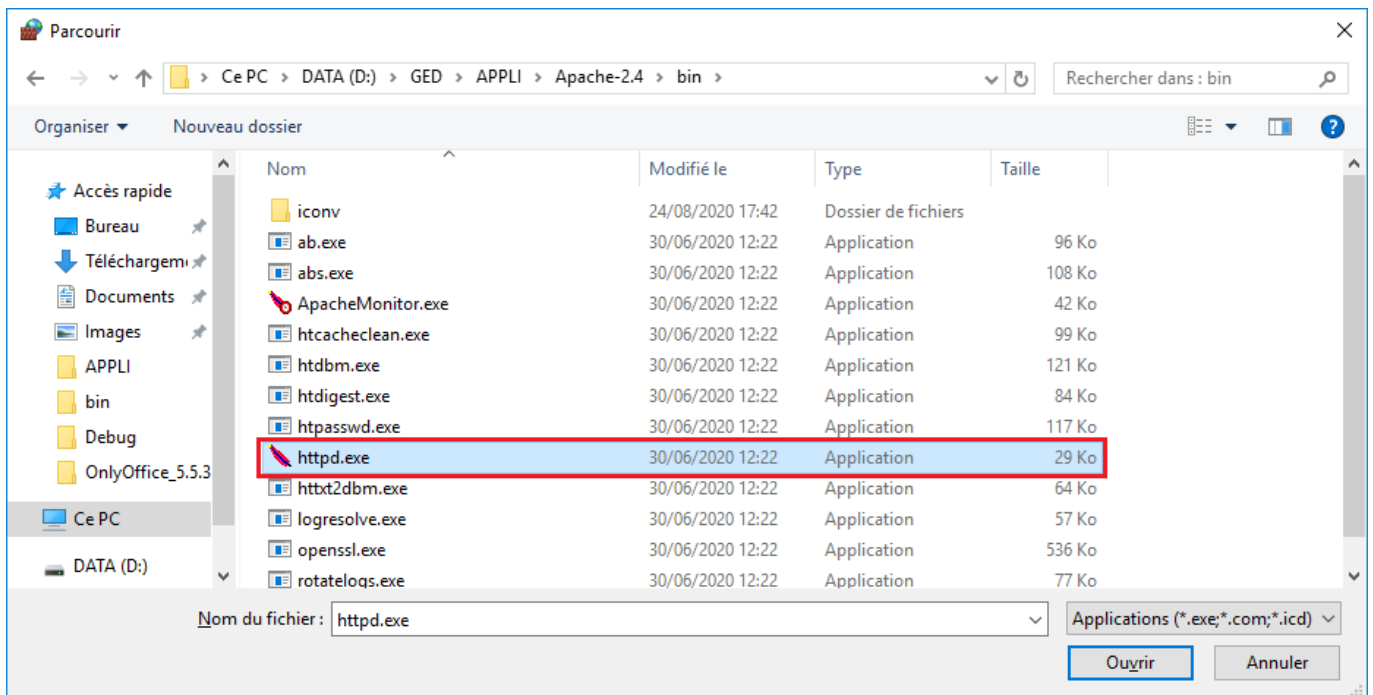 Parcourir
Ce PC > DATA (D:) > GED > APPLI > Apache-2.4 > bin >
Rechercher dans : bin
Organiser
Nouveau dossier
Nom Modifié le Type Taille
Accès rapide
Bureau
Téléchargem
Documents
Images
APPLI
bin
Debug
OnlyOffice_5.5.3
Ce PC
DATA (D:)
iconv 24/08/2020 17:42 Dossier de fichiers
ab.exe 30/06/2020 12:22 Application 96 Ko
abs.exe 30/06/2020 12:22 Application 108 Ko
ApacheMonitor.exe 30/06/2020 12:22 Application 42 Ko
htcacheclean.exe 30/06/2020 12:22 Application 99 Ko
htdbm.exe 30/06/2020 12:22 Application 121 Ko
htdigest.exe 30/06/2020 12:22 Application 84 Ko
htpasswd.exe 30/06/2020 12:22 Application 117 Ko
httpd.exe 30/06/2020 12:22 Application 29 Ko
httxt2dbm.exe 30/06/2020 12:22 Application 64 Ko
logresolve.exe 30/06/2020 12:22 Application 57 Ko
openssl.exe 30/06/2020 12:22 Application 536 Ko
rotatelogs.exe 30/06/2020 12:22 Application 77 Ko
Nom du fichier : httpd.exe
Applications (*.exe;*.com;*.icd)
Ouvrir
Annuler